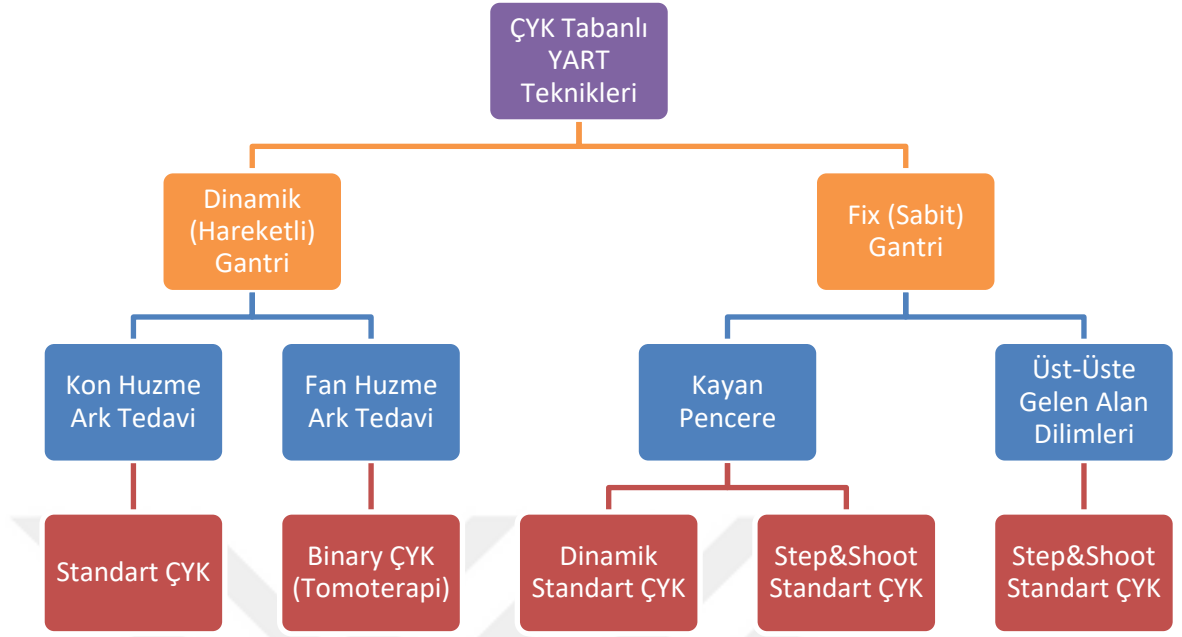 ÇYK Tabanlı
YART
Teknikleri
Dinamik
(Hareketli)
Gantri
Fix (Sabit)
Gantri
Kon Huzme
Ark Tedavi
Fan Huzme
Ark Tedavi
Kayan
Pencere
Üst-Üste
Gelen Alan
Dilimleri
Standart ÇYK
Binary ÇYK
(Tomoterapi)
Dinamik
Standart ÇYK
Step&Shoot
Standart ÇYK
Step&Shoot
Standart ÇYK